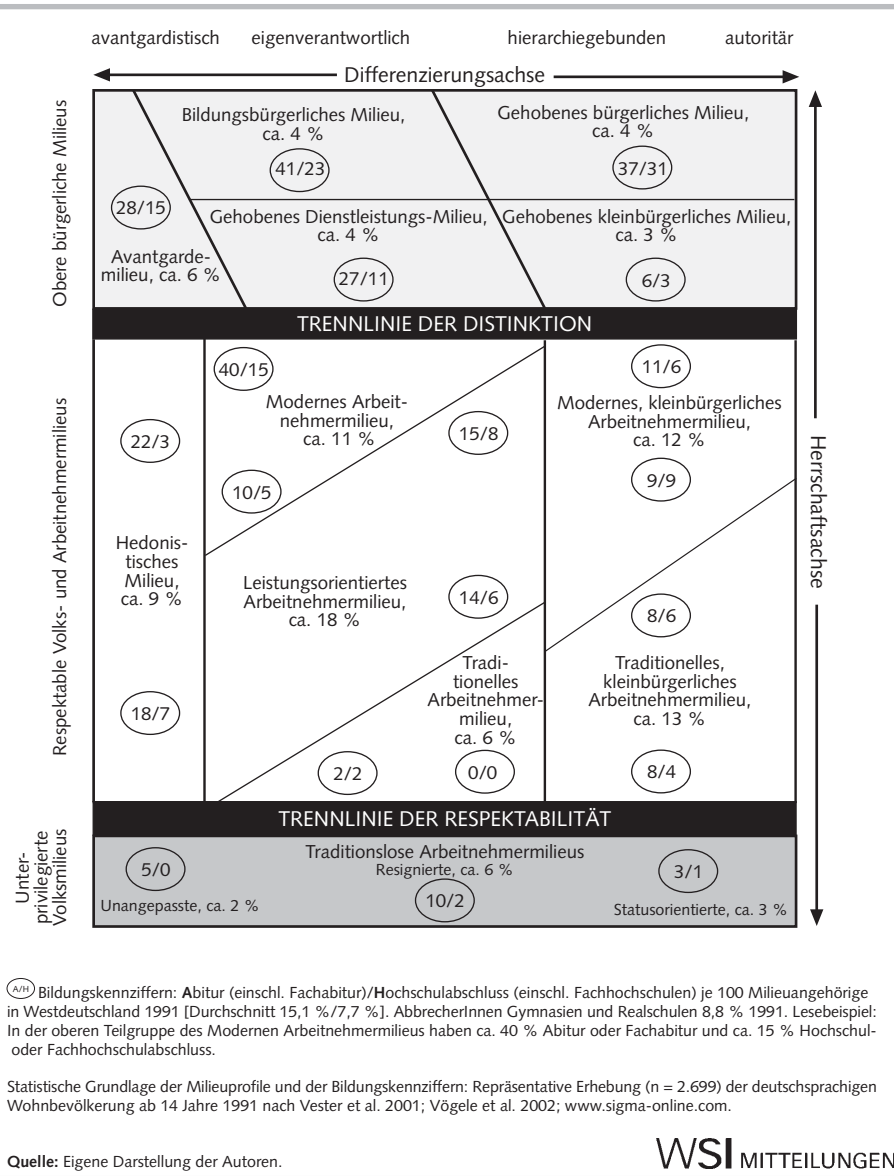 avantgardistisch eigenverantwortlich hierarchiegebunden autoritär
Differenzierungsachse
Obere bürgerliche Milieus
Bildungsbürgerliches Milieu,
ca. 4 %
41/23
Gehobenes bürgerliches Milieu,
ca. 4 %
37/31
28/15
Avantgarde-
milieu, ca. 6 %
Gehobenes Dienstleistungs-Milieu,
ca. 4 %
27/11
Gehobenes kleinbürgerliches Milieu,
ca. 3 %
6/3
TRENNLINIE DER DISTINKTION
Respektable Volks- und Arbeitnehmermilieus
Herrschaftsachse
22/3
Hedonis-
tisches
Milieu,
ca. 9 %
18/7
40/15
Modernes Arbeit-
nehmermilieu,
ca. 11 %
10/5
15/8
Leistungsorientiertes
Arbeitnehmermilieu,
ca. 18 %
14/6
2/2
Tradi-
tionelles
Arbeitnehmer-
milieu,
ca. 6 %
0/0
11/6
Modernes, kleinbürgerliches
Arbeitnehmermilieu,
ca. 12 %
9/9
8/6
Traditionelles,
kleinbürgerliches
Arbeitnehmermilieu,
ca. 13 %
8/4
TRENNLINIE DER RESPEKTABILITÄT
Unter-
privilegierte
Volksmilieus
Traditionslose Arbeitnehmermilieus
5/0
Unangepasste, ca. 2 %
Resignierte, ca. 6 %
10/2
3/1
Statusorientierte, ca. 3 %
A/H Bildungskennziffern: Abitur (einschl. Fachabitur)/Hochschulabschluss (einschl. Fachhochschulen) je 100 Milieuangehörige
in Westdeutschland 1991 [Durchschnitt 15,1 %/7,7 %]. AbbrecherInnen Gymnasien und Realschulen 8,8 % 1991. Lesebeispiel:
In der oberen Teilgruppe des Modernen Arbeitnehmermilieus haben ca. 40 % Abitur oder Fachabitur und ca. 15 % Hochschul-
oder Fachhochschulabschluss.
Statistische Grundlage der Milieuprofile und der Bildungskennziffern: Repräsentative Erhebung (n = 2.699) der deutschsprachigen
Wohnbevölkerung ab 14 Jahre 1991 nach Vester et al. 2001; Vögele et al. 2002; www.sigma-online.com.
Quelle: Eigene Darstellung der Autoren.
WSI MITTEILUNGEN